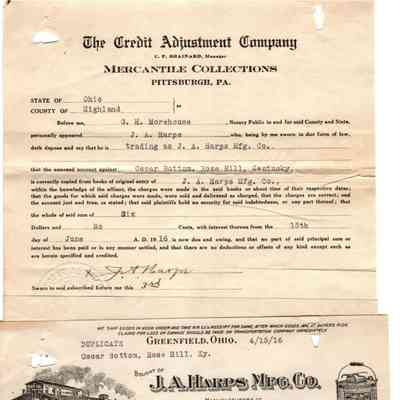 The Credit Adjustment Company
C. F. BRAINARD, Manager
MERCANTILE COLLECTIONS
PITTSBURGH, PA.
STATE OF Ohio
COUNTY OF Highland } ss
Before me, G. H. Morehouse , Notary Public in and for said County and State,
personally appeared J. A. Harps who, being by me sworn in due form of law,
doth depose and say that he is trading as J. A. Harps Mfg. Co.
that the annexed account against Oscar Bottom, Rose Hill, Kentucky,
is correctly copied from books of original entry of J. A. Harps Mfg. Co.,
within the knowledge of the affiant, the charges were made in the said books at or about time of their respective dates;
that the goods for which said charges were made, were sold and delivered as charged; that the charges are correct; and
the account just and true, as stated; that said plaintiffs hold no security for said indebtedness, or any part thereof; that
the whole of said sum of Six
Dollars and No Cents, with interest thereon from the 15th
day of June A. D. 1916 is now due and owing, and that no part of said principal sum or
interest has been paid or in any manner settled, and that there are no deductions or offsets of any kind except such as
are herein specified and credited.
x J. A. Harps
Sworn to and subscribed before me this 3rd
DUPLICATE GREENFIELD, OHIO. 4/15/16
Oscar Bottom, Rose Hill, Ky.
BOUGHT OF J. A. HARPS MFG. CO.
MANUFACTURERS OF